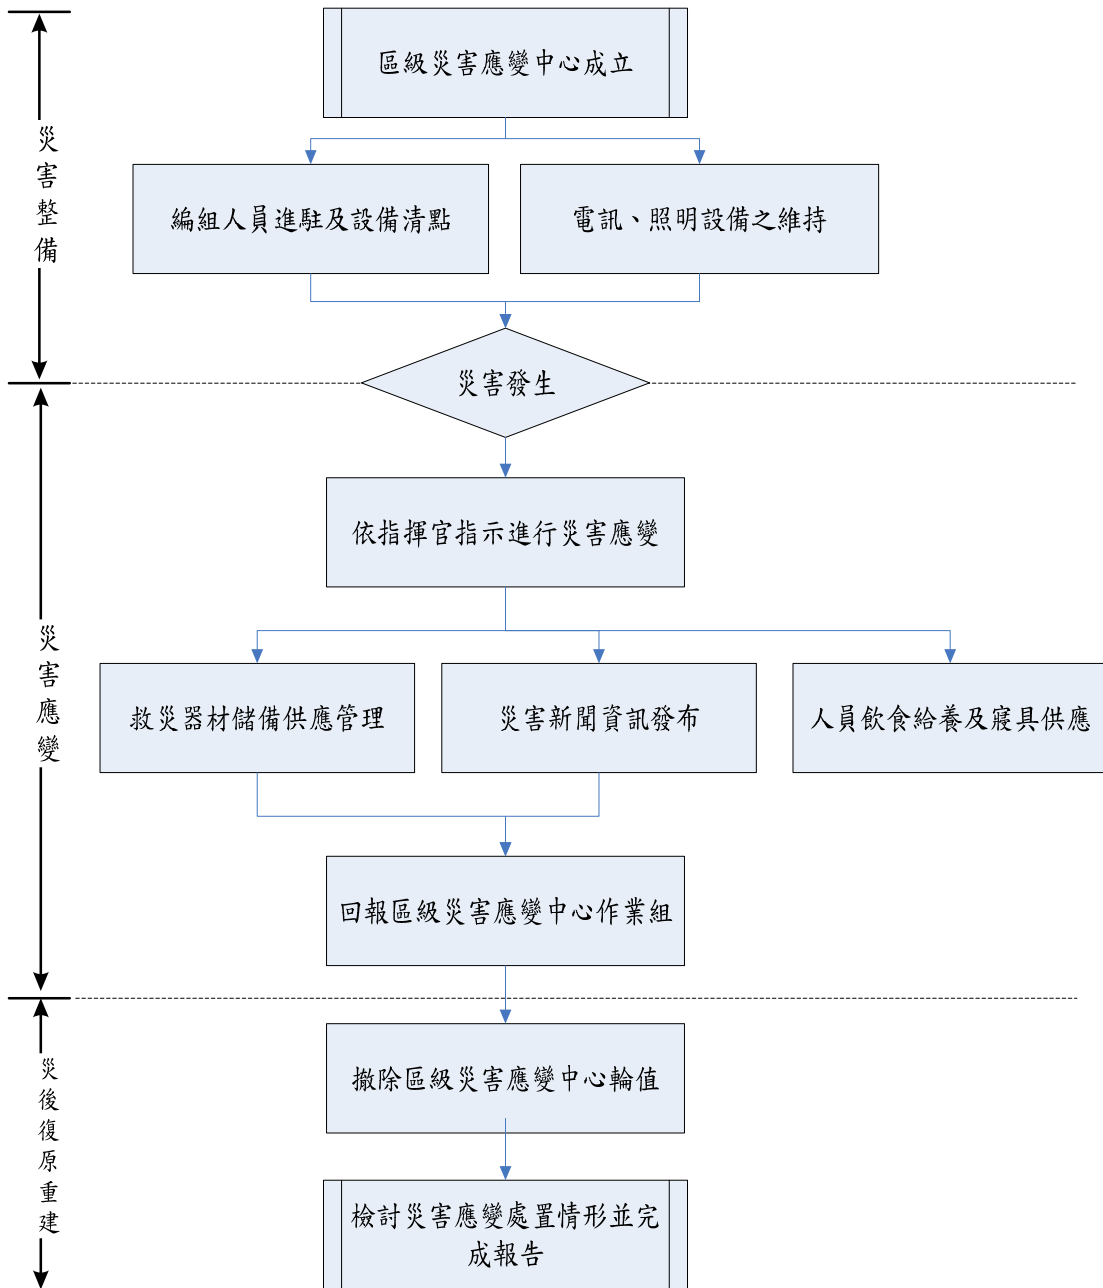 區級災害應變中心成立
災害整備
編組人員進駐及設備清點
電訊、照明設備之維持
災害發生
依指揮官指示進行災害應變
災害應變
救災器材儲備供應管理
災害新聞資訊發布
人員飲食給養及寢具供應
回報區級災害應變中心作業組
災後復原重建
撤除區級災害應變中心輪值
檢討災害應變處置情形並完
成報告